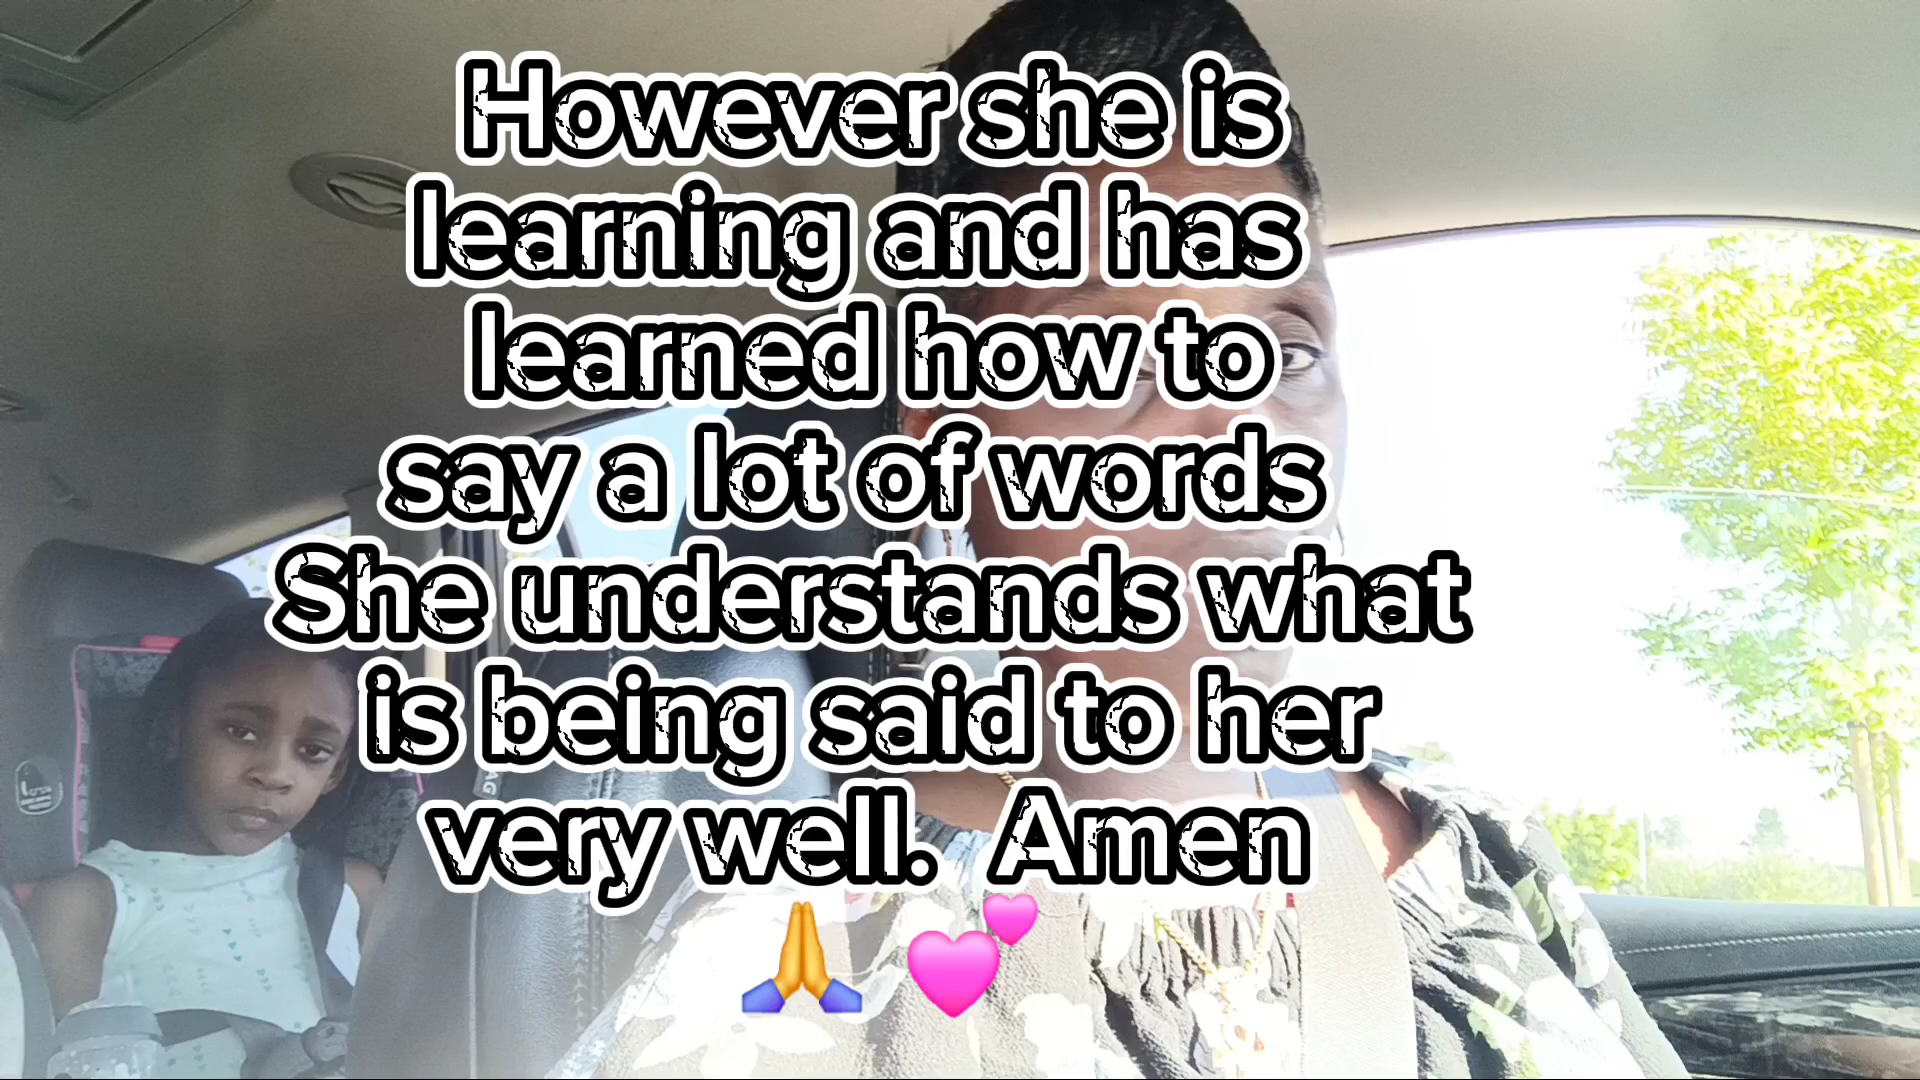 However she is
learning and has
learned how to
say a lot of words
She understands what
is being said to her
very well. Amen
🙏 💕